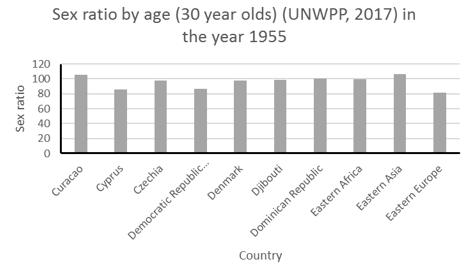 Sex ratio by age (30 year olds) (UNWPP, 2017) in
the year 1955
Sex ratio
120
100
80
60
40
20
0
Curacao
Cyprus
Czechia
Democratic Republic...
Denmark
Djibouti
Dominican Republic
Eastern Africa
Eastern Asia
Eastern Europe
Country